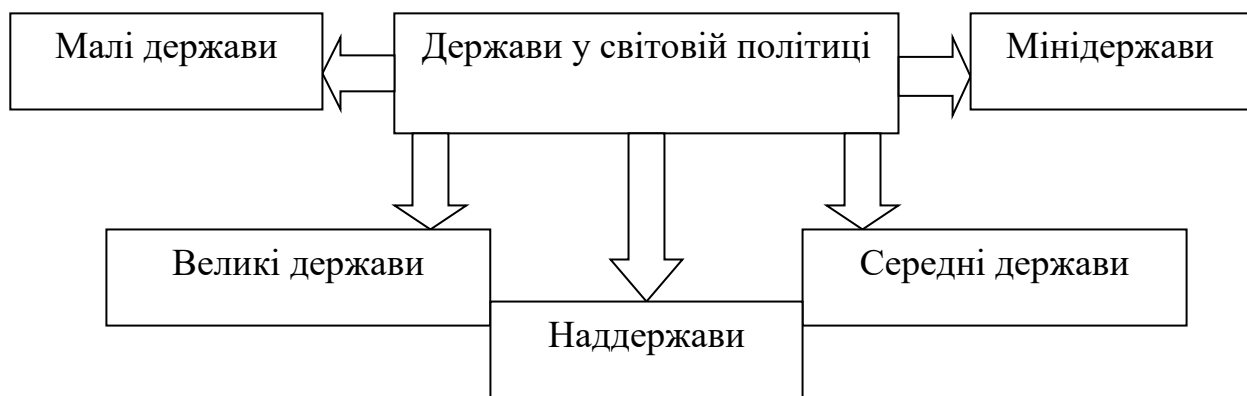 Малі держави
Держави у світовій політиці
Мінідержави
Великі держави
Середні держави
Наддержави